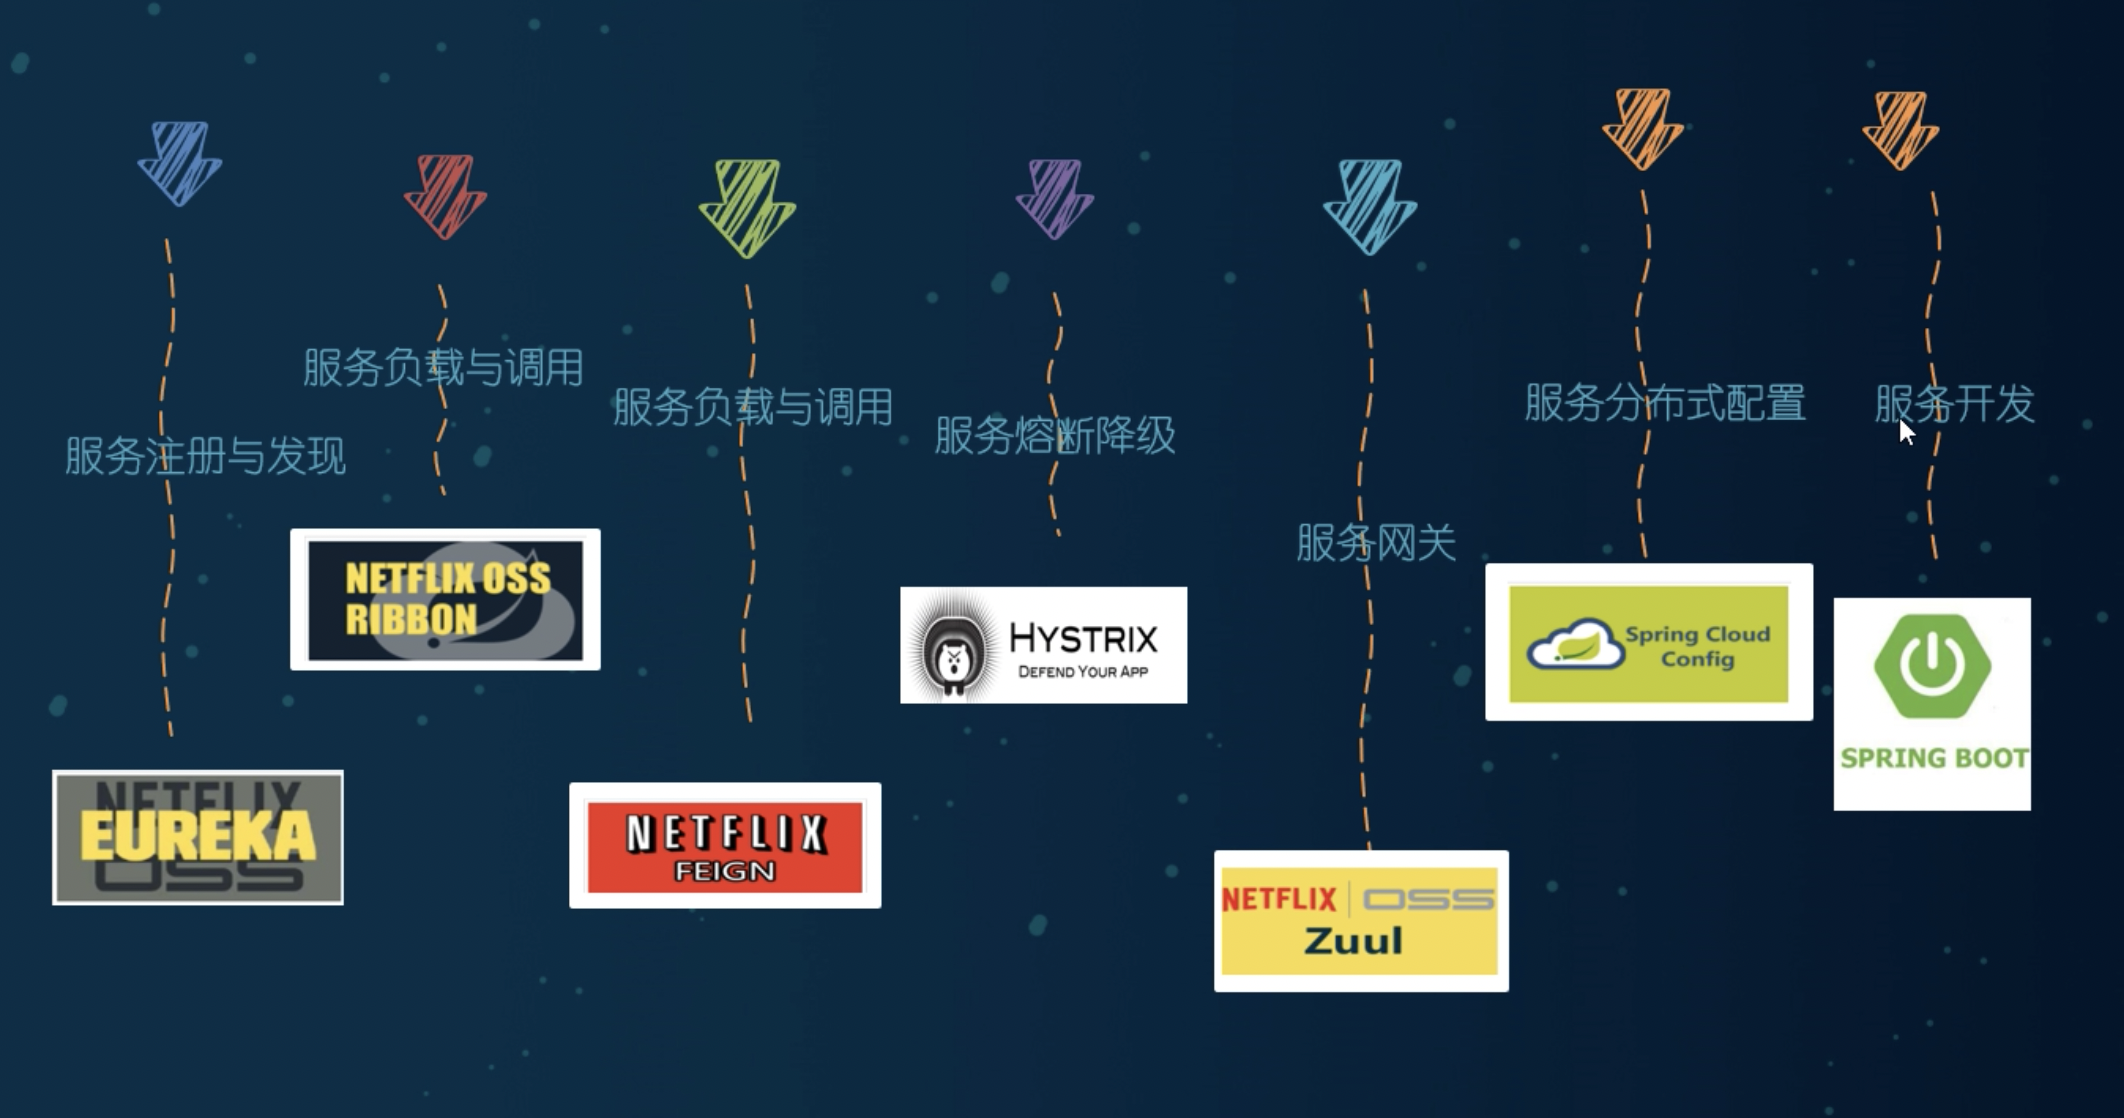 服务注册与发现
NETFLIX
EUREKA
OSS
服务负载与调用
NETFLIX OSS
RIBBON
服务负载与调用
NETFLIX
FEIGN
服务熔断降级
HYSTRIX
DEFEND YOUR APP
服务网关
NETFLIX | OSS
Zuul
服务分布式配置
Spring Cloud
Config
服务开发
SPRING BOOT